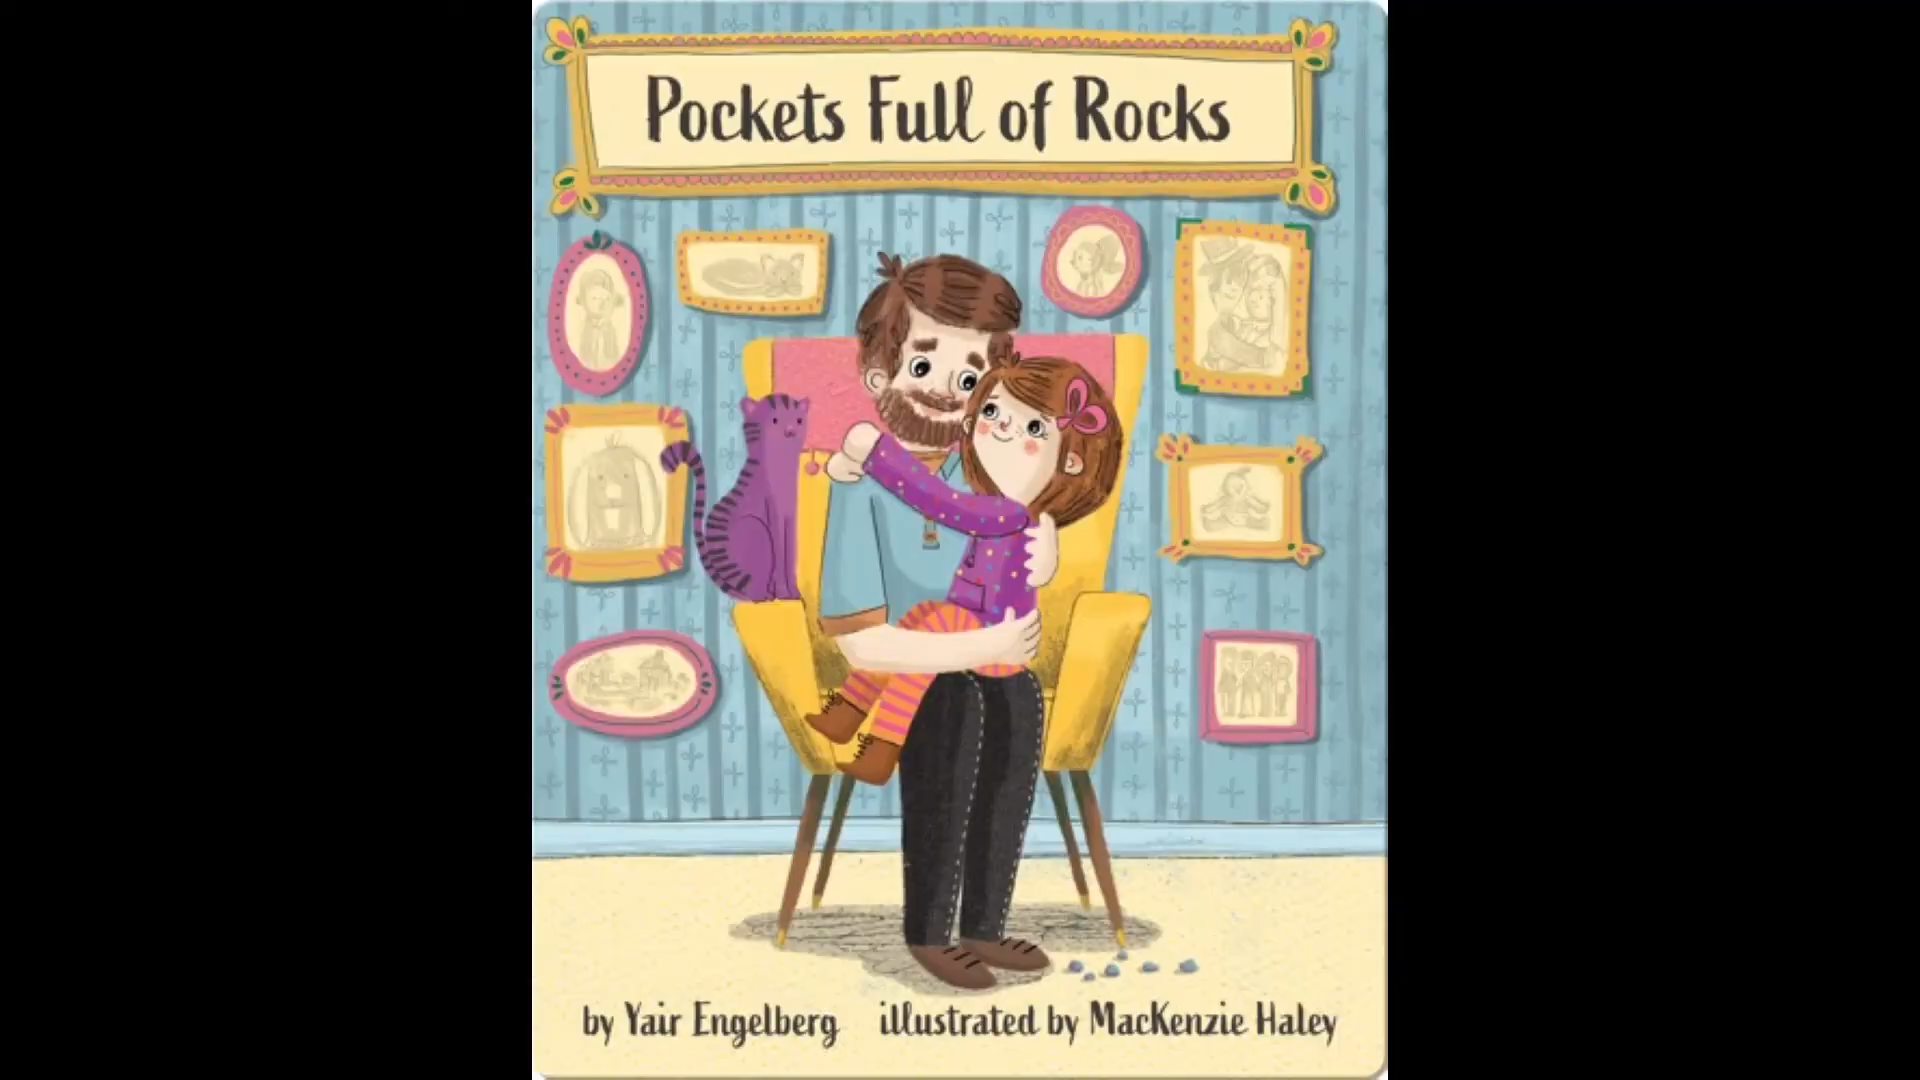 Pockets Full of Rocks
by Yair Engelberg illustrated by MacKenzie Haley